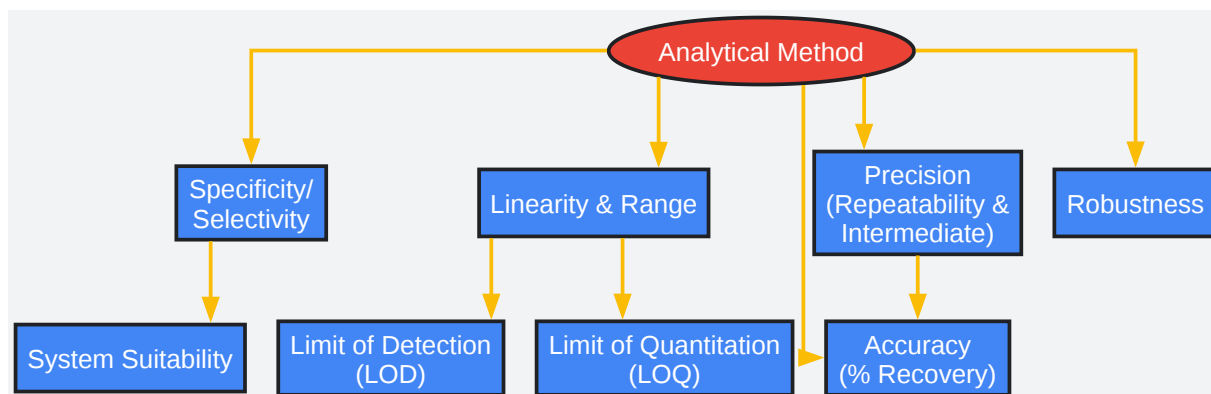 Analytical Method
Specificity/
Selectivity
Linearity & Range
Precision
(Repeatability &
Intermediate)
Robustness
System Suitability
Limit of Detection
(LOD)
Limit of Quantitation
(LOQ)
Accuracy
(% Recovery)